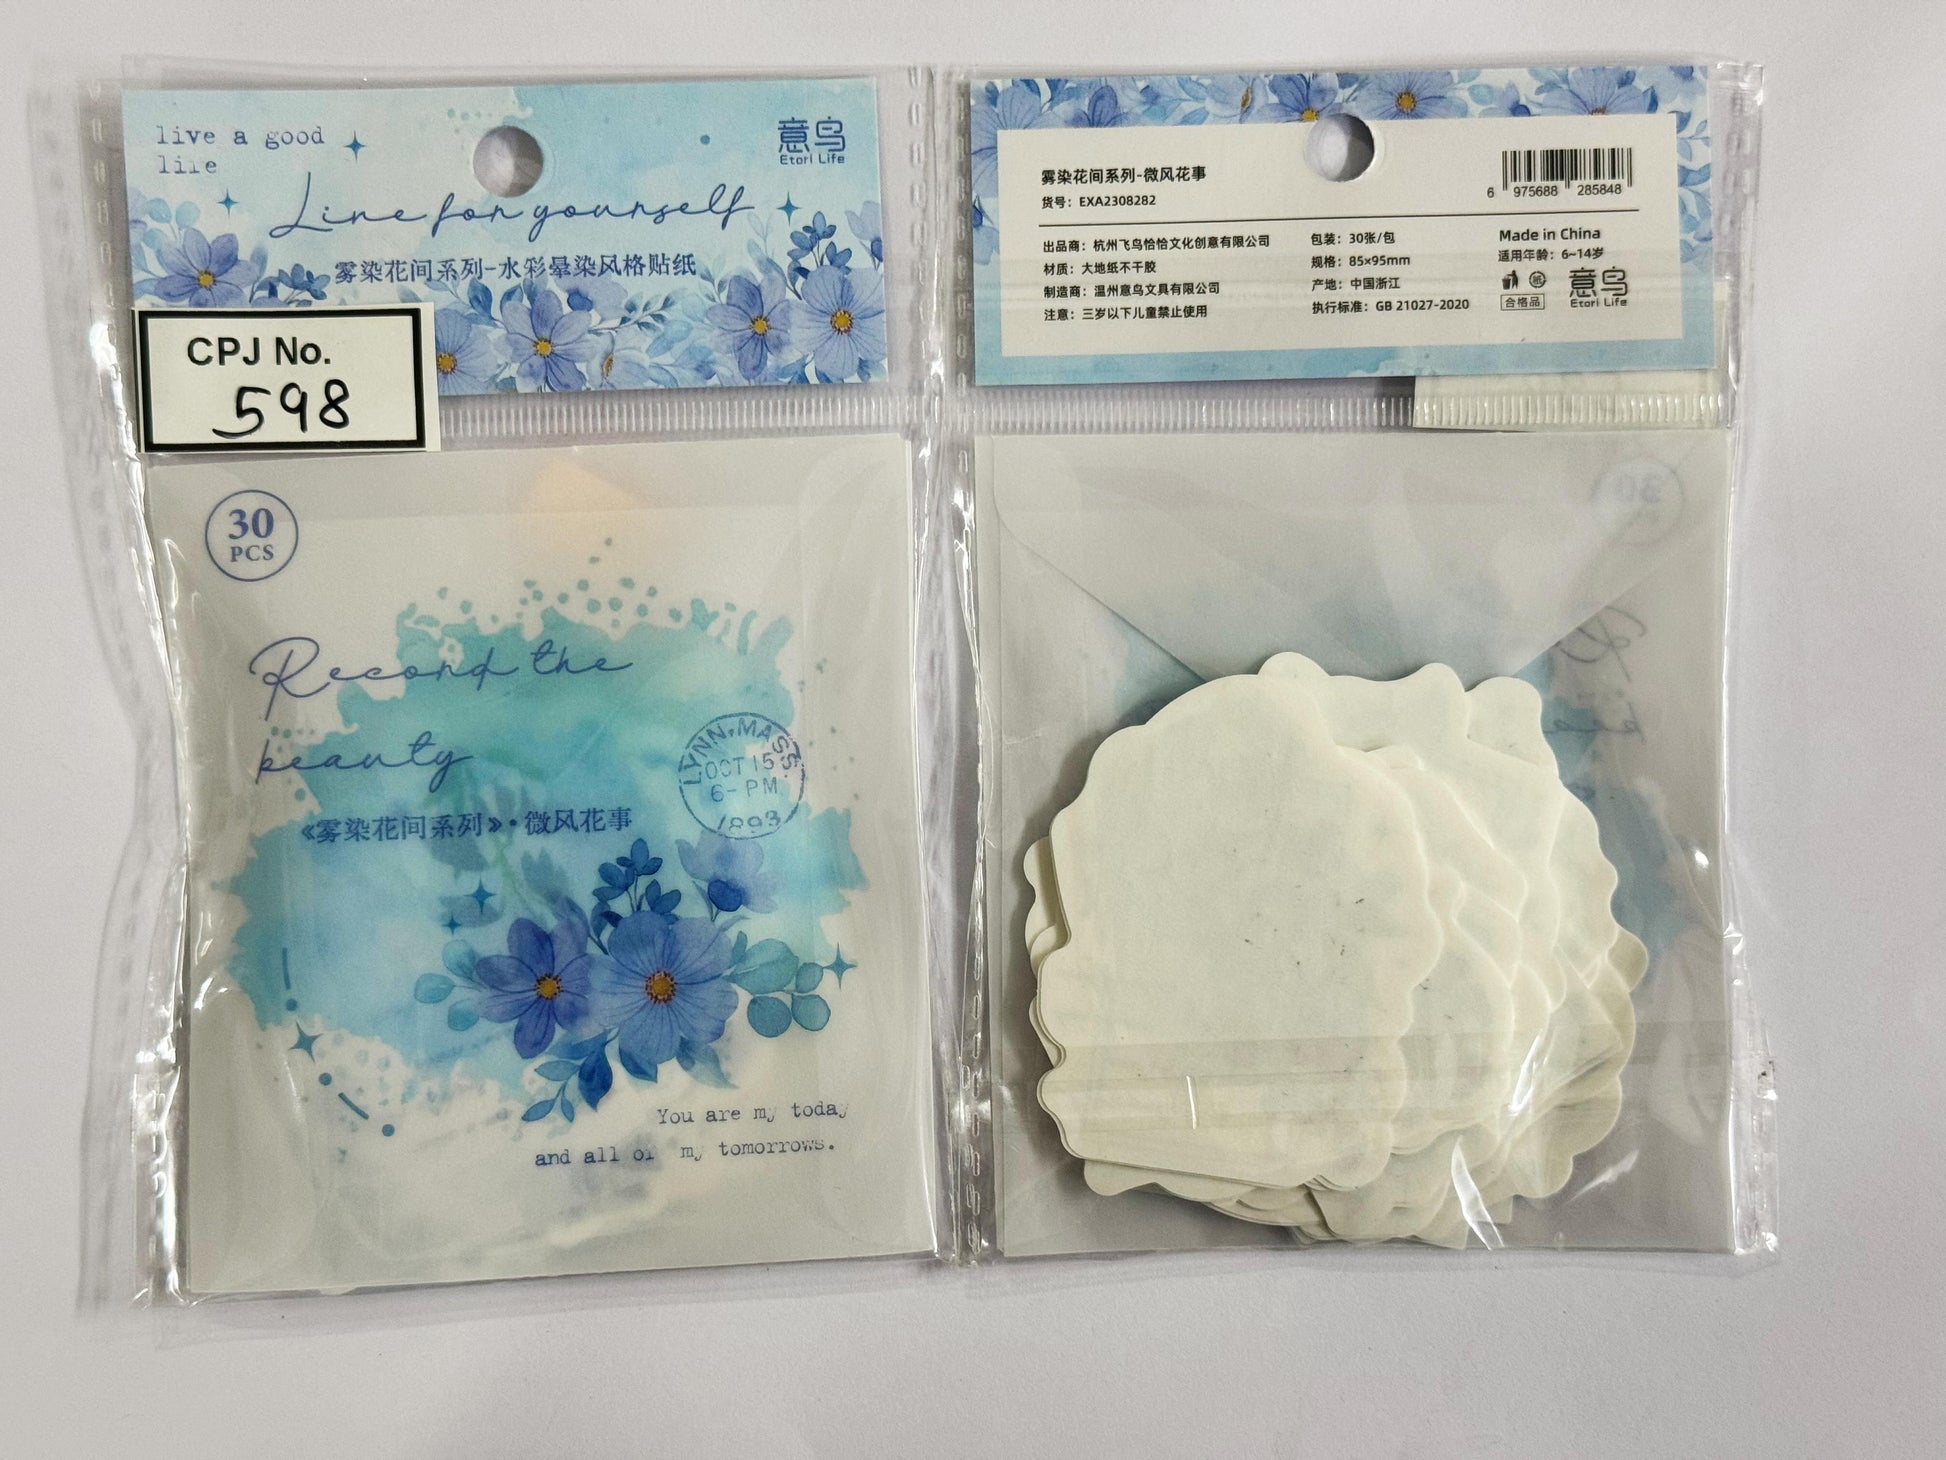 live a good
life
意鸟
Etori Life
Line for yourself
雾染花间系列-水彩晕染风格贴纸
CPJ No.
598
30
PCS
Record the
beauty
LYNN. MASS.
OCT 15
6-PM
1893
《雾染花间系列》·微风花事
You are my today
and all of my tomorrows.
雾染花间系列-微风花事
货号：EXA2308282
6 975688 285848
出品商：杭州飞鸟恰恰文化创意有限公司
材质：大地纸不干胶
制造商：温州意鸟文具有限公司
注意：三岁以下儿童禁止使用
包装：30张/包
规格：85×95mm
产地：中国浙江
执行标准：GB 21027-2020
Made in China
适用年龄：6~14岁
合格品
意鸟
Etori Life